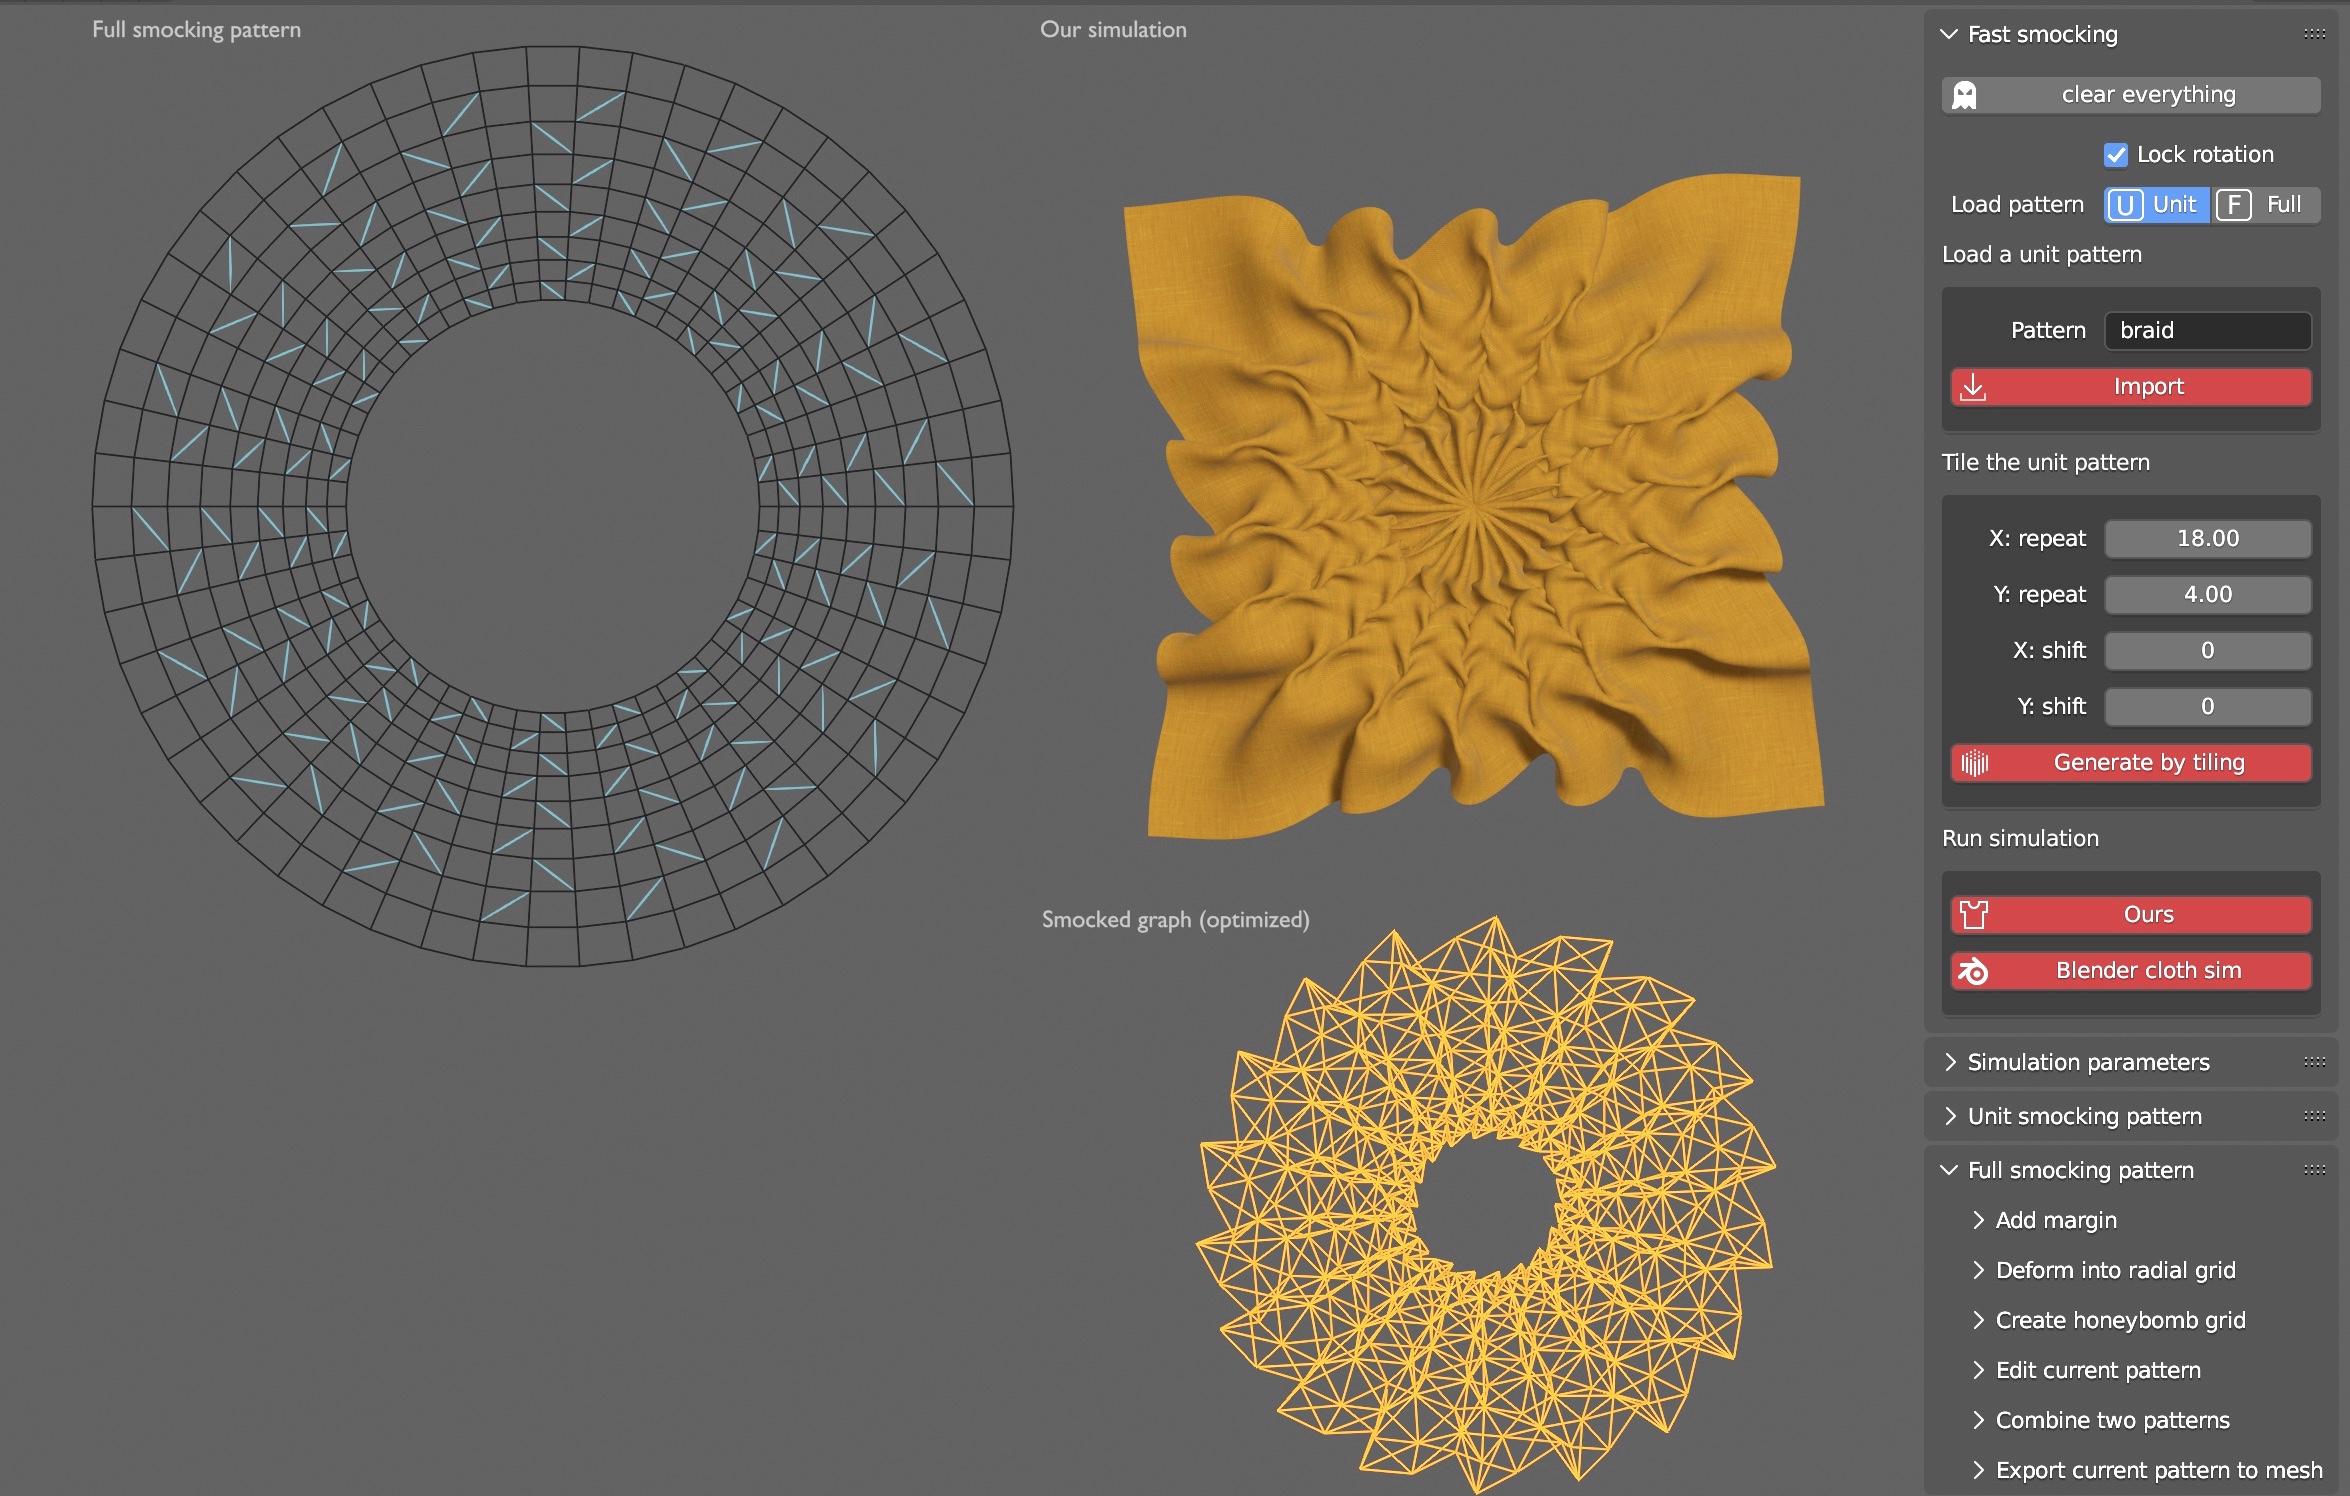 Full smocking pattern
Our simulation
Smocked graph (optimized)
Fast smocking
clear everything
Lock rotation
Load pattern U Unit F Full
Load a unit pattern
Pattern braid
Import
Tile the unit pattern
X: repeat 18.00
Y: repeat 4.00
X: shift 0
Y: shift 0
Generate by tiling
Run simulation
Ours
Blender cloth sim
Simulation parameters
Unit smocking pattern
Full smocking pattern
Add margin
Deform into radial grid
Create honeybomb grid
Edit current pattern
Combine two patterns
Export current pattern to mesh